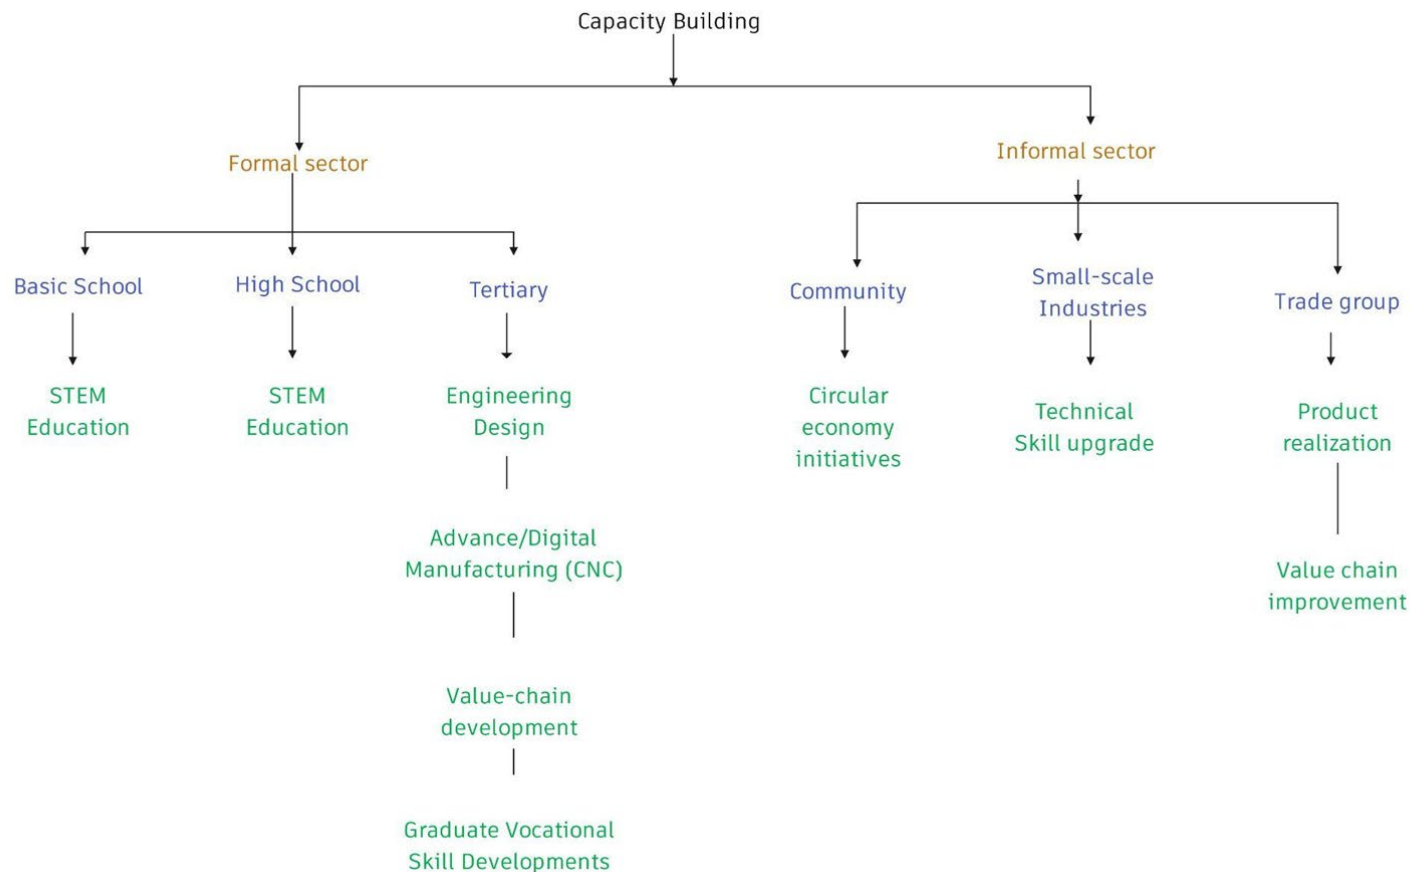 Capacity Building
Formal sector
Informal sector
Basic School
High School
Tertiary
Community
Small-scale
Industries
Trade group
STEM
Education
STEM
Education
Engineering
Design
Circular
economy
initiatives
Technical
Skill upgrade
Product
realization
Advance/Digital
Manufacturing (CNC)
Value chain
improvement
Value-chain
development
Graduate Vocational
Skill Developments